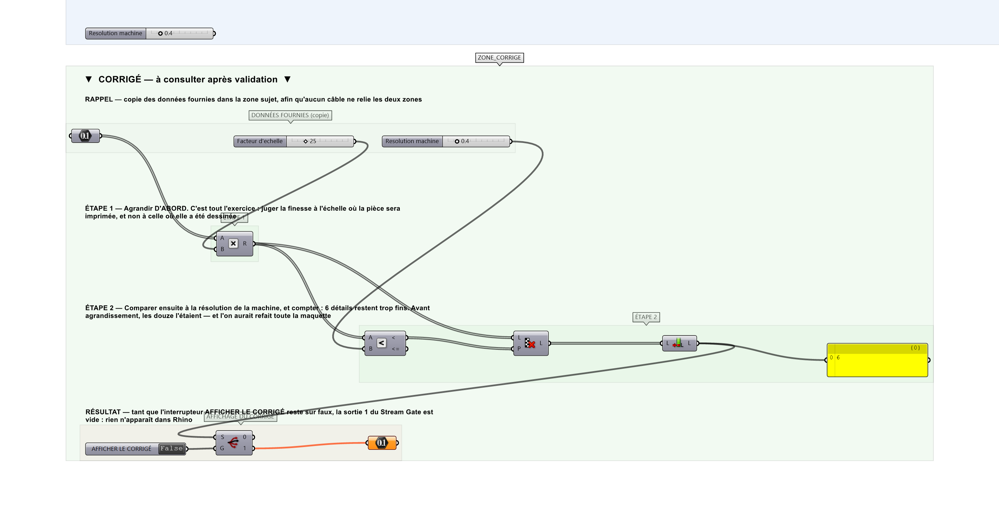 Resolution machine 0.4
ZONE_CORRIGE
▼ CORRIGÉ — à consulter après validation ▼
RAPPEL — copie des données fournies dans la zone sujet, afin qu'aucun câble ne relie les deux zones
DONNÉES FOURNIES (copie)
0.1
Facteur d'echelle 25
Resolution machine 0.4
ÉTAPE 1 — Agrandir D'ABORD. C'est tout l'exercice : juger la finesse à l'échelle où la pièce sera
imprimée, et non à celle où elle a été dessinée
ÉTAPE 1
A
B
R
ÉTAPE 2 — Comparer ensuite à la résolution de la machine, et compter : 6 détails restent trop fins. Avant
agrandissement, les douze l'étaient — et l'on aurait refait toute la maquette
ÉTAPE 2
A <
B <=
L
P
L
L L
{0}
0 6
RÉSULTAT — tant que l'interrupteur AFFICHER LE CORRIGÉ reste sur faux, la sortie 1 du Stream Gate est
vide : rien n'apparaît dans Rhino
AFFICHAGE DU CORRIGÉ
S 0
G 1
AFFICHER LE CORRIGÉ False
0.1